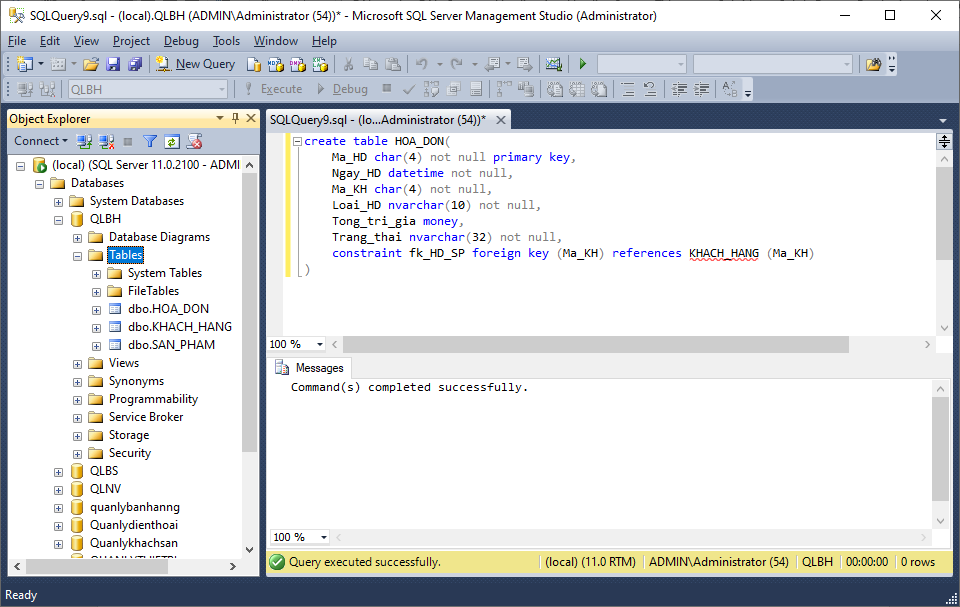 SQLQuery9.sql - (local).QLBH (ADMIN\Administrator (54))* - Microsoft SQL Server Management Studio (Administrator)
File Edit View Project Debug Tools Window Help
New Query
QLBH Execute Debug
Object Explorer
Connect
(local) (SQL Server 11.0.2100 - ADMI
Databases
System Databases
QLBH
Database Diagrams
Tables
System Tables
FileTables
dbo.HOA_DON
dbo.KHACH_HANG
dbo.SAN_PHAM
Views
Synonyms
Programmability
Service Broker
Storage
Security
QLBS
QLNV
quanlybanhanng
Quanlydienthoai
Quanlykhachsan
SQLQuery9.sql - (lo...Administrator (54))*
create table HOA_DON(
Ma_HD char(4) not null primary key,
Ngay_HD datetime not null,
Ma_KH char(4) not null,
Loai_HD nvarchar(10) not null,
Tong_tri_gia money,
Trang_thai nvarchar(32) not null,
constraint fk_HD_SP foreign key (Ma_KH) references KHACH_HANG (Ma_KH)
)
100 %
Messages
Command(s) completed successfully.
100 %
Query executed successfully. (local) (11.0 RTM) ADMIN\Administrator (54) QLBH 00:00:00 0 rows
Ready